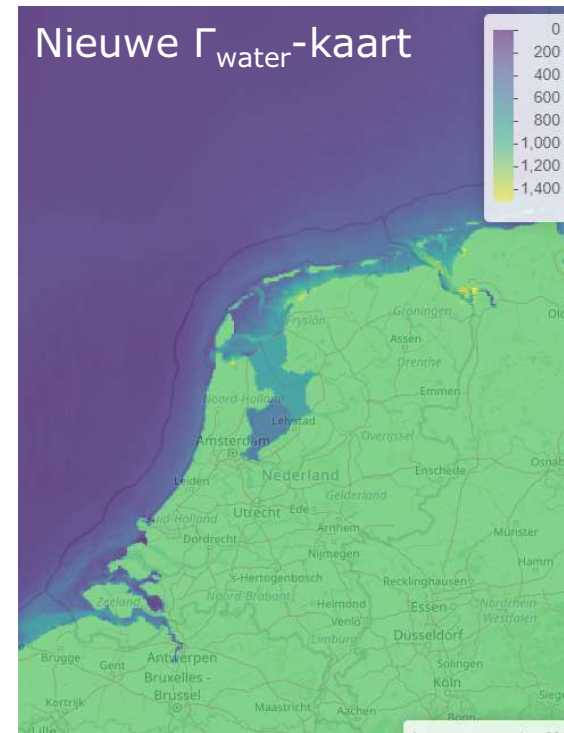 Nieuwe Γwater-kaart
0
200
400
600
800
1,000
1,200
1,400
Groningen
Fryslân
Assen
Drenthe
Emmen
Noord-Holland
Lelystad
Amsterdam
Overijssel
Nederland
Enschede
Leiden
Gelderland
Utrecht Ede
Zuid-Holland
Arnhem
Münster
Dordrecht
Nijmegen
Hamm
's-Hertogenbosch
Recklinghausen
Noord-Brabant
Helmond
Essen
Nordrhein-
Westfalen
Zeeland
Venlo
Limburg
Düsseldorf
Brugge
Gent
Antwerpen
Solingen
Bruxelles -
Brussel
Köln
Kortrijk
Maastricht
Aachen
Bonn
Lille